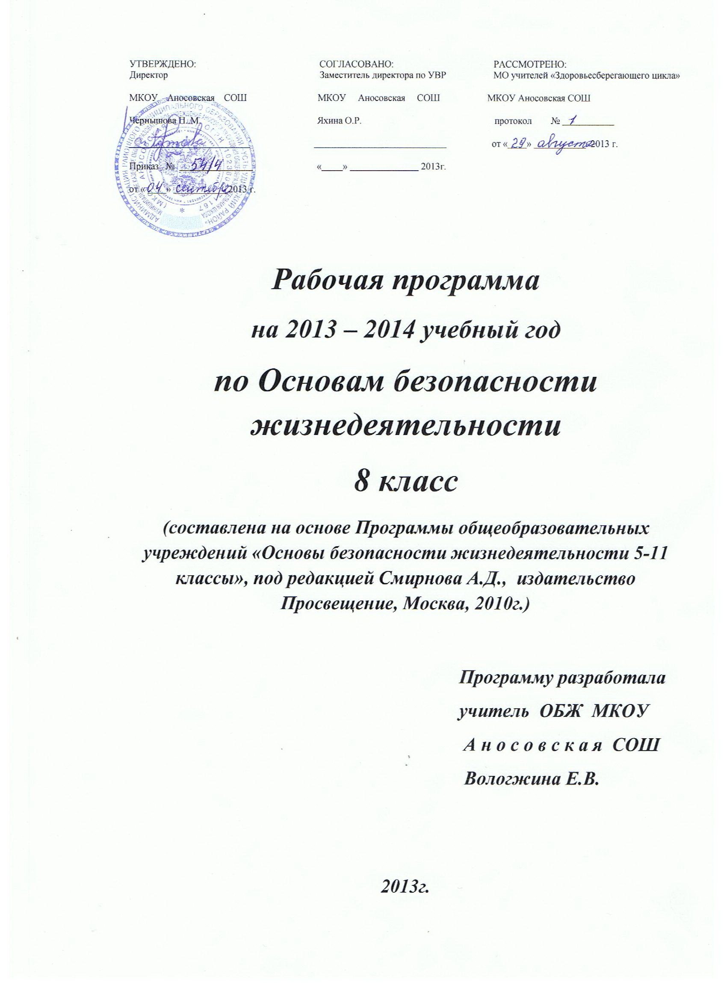 УТВЕРЖДЕНО:
Директор
МКОУ Аносовская СОШ
Чернышова Н. М.
Приказ № 54/4
от «04» сентября 2013 г.
СОГЛАСОВАНО:
Заместитель директора по УВР
МКОУ Аносовская СОШ
Яхина О.Р.
«____» ______________ 2013г.
РАССМОТРЕНО:
МО учителей «Здоровьесберегающего цикла»
МКОУ Аносовская СОШ
протокол № 1
от «29» августа 2013 г.
Рабочая программа
на 2013 – 2014 учебный год
по Основам безопасности
жизнедеятельности
8 класс
(составлена на основе Программы общеобразовательных
учреждений «Основы безопасности жизнедеятельности 5-11
классы», под редакцией Смирнова А.Д., издательство
Просвещение, Москва, 2010г.)
Программу разработала
учитель ОБЖ МКОУ
А н о с о в с к а я СОШ
Вологжина Е.В.
2013г.